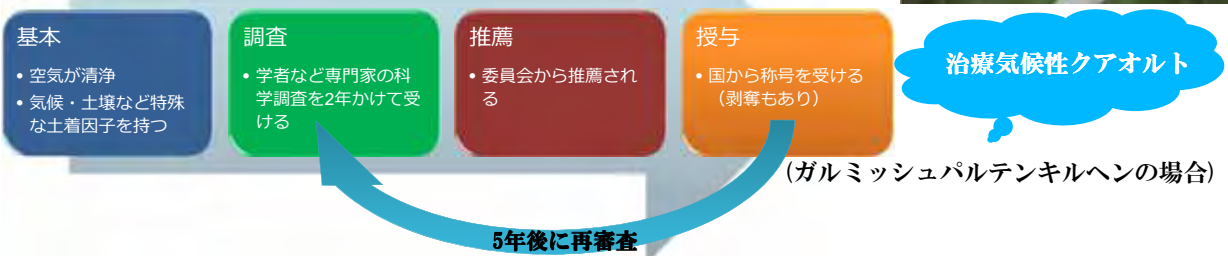 基本
• 空気が清浄
• 気候・土壌など特殊
な土着因子を持つ
調査
• 学者など専門家の科
学調査を2年かけて受
ける
推薦
• 委員会から推薦され
る
授与
• 国から称号を受ける
（剥奪もあり）
治療気候性クアオルト
(ガルミッシュパルテンキルヘンの場合)
5年後に再審査